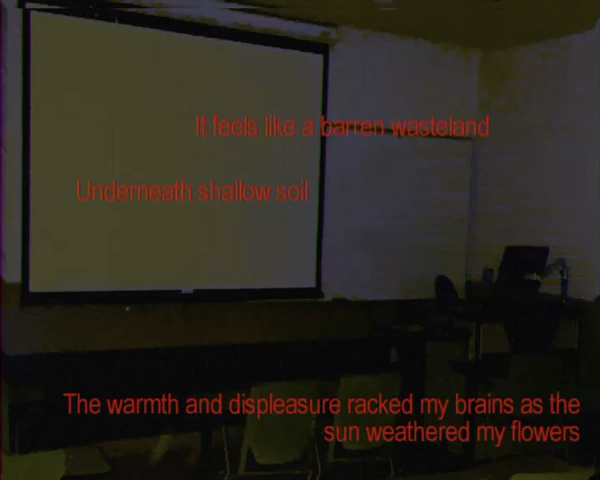 It feels like a barren wasteland
Underneath shallow soil
The warmth and displeasure racked my brains as the
sun weathered my flowers